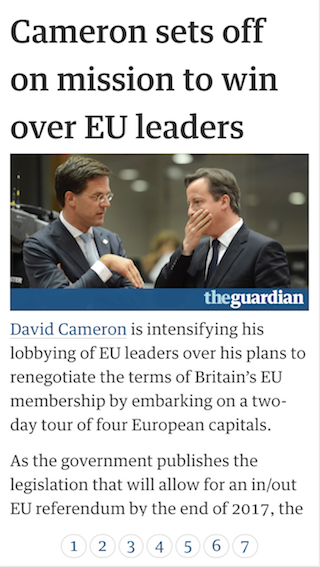 Cameron sets off
on mission to win
over EU leaders
theguardian
David Cameron is intensifying his
lobbying of EU leaders over his plans to
renegotiate the terms of Britain's EU
membership by embarking on a two-
day tour of four European capitals.
As the government publishes the
legislation that will allow for an in/out
EU referendum by the end of 2017, the
1 2 3 4 5 6 7